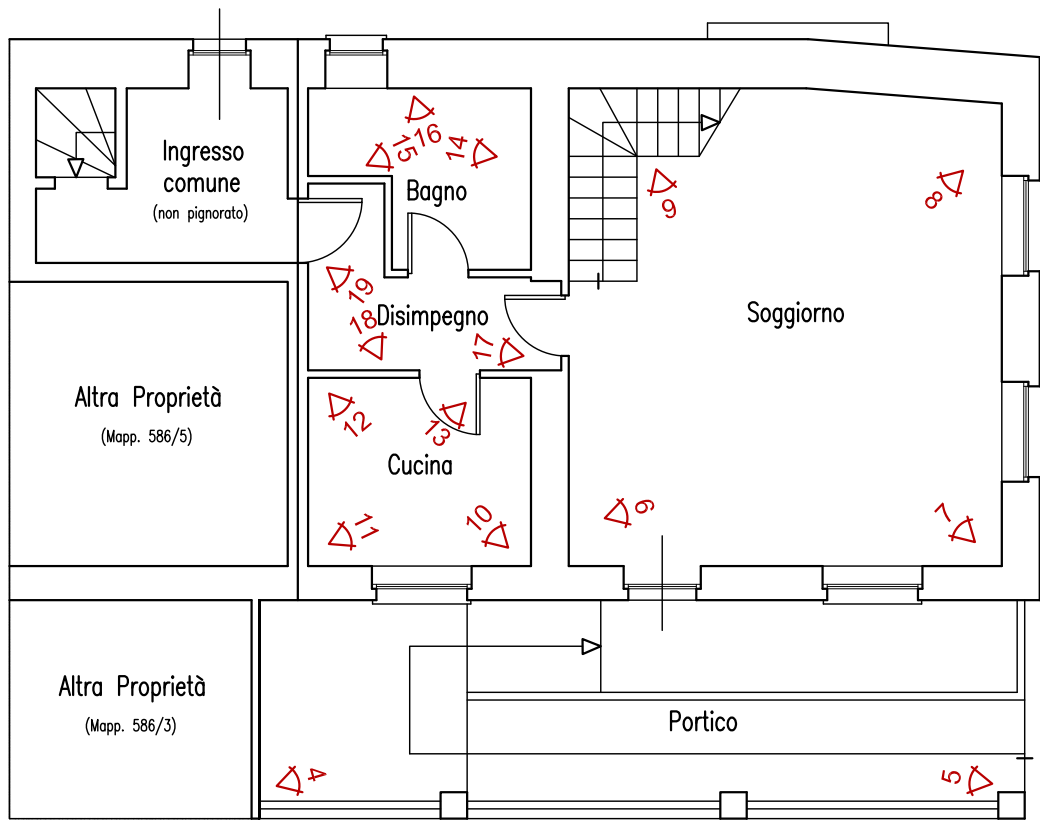 Ingresso
comune
(non pignorato)
16
15
14
Bagno
9
8
19
18
Disimpegno
17
Soggiorno
Altra Proprietà
(Mapp. 586/5)
12
13
Cucina
11
10
6
7
Altra Proprietà
(Mapp. 586/3)
Portico
4
5